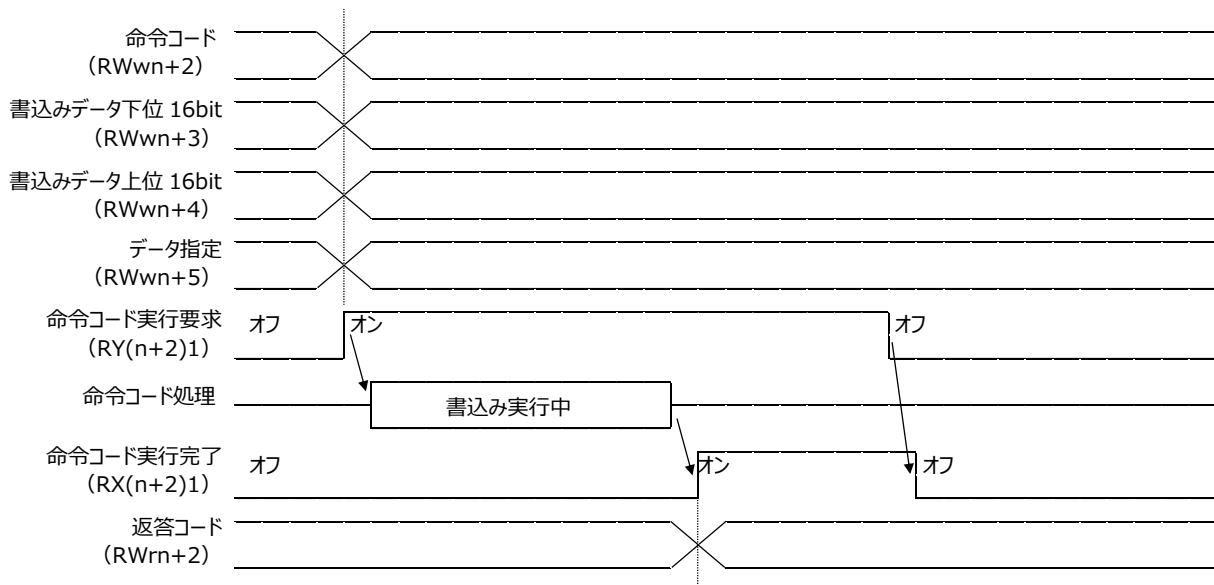 命令コード
（RWwn+2）
書込みデータ下位 16bit
（RWwn+3）
書込みデータ上位 16bit
（RWwn+4）
データ指定
（RWwn+5）
命令コード実行要求
（RY(n+2)1）
オフ
オン
オフ
命令コード処理
書込み実行中
命令コード実行完了
（RX(n+2)1）
オフ
オン
オフ
返答コード
（RWrn+2）